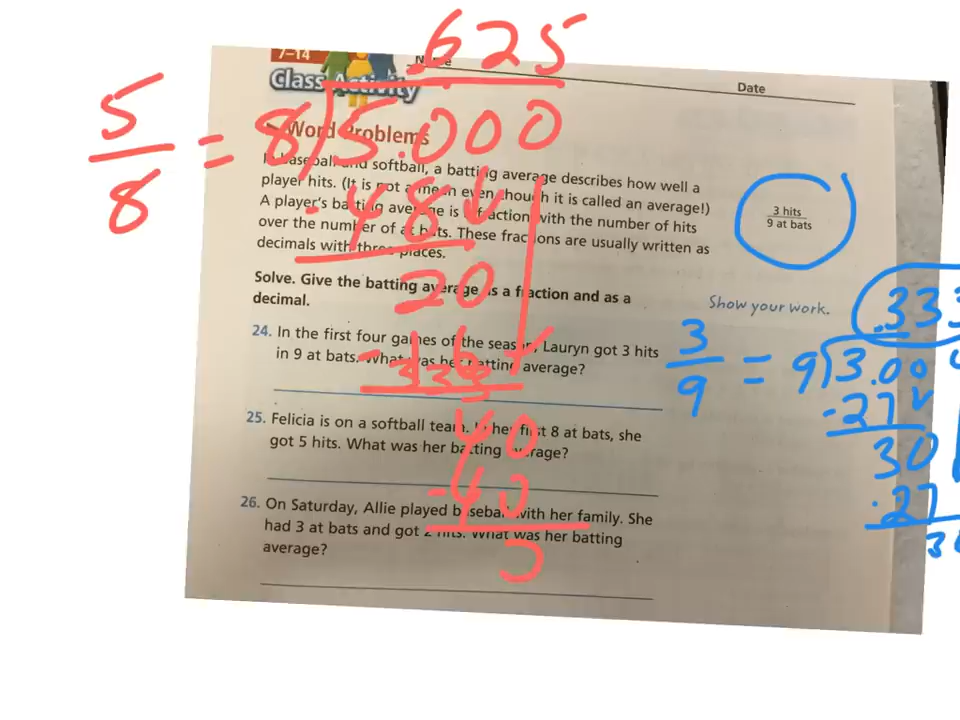 7-14
Name
Date
Class Activity
Word Problems
In baseball and softball, a batting average describes how well a
player hits. (It is not a mean even though it is called an average!)
A player's batting average is a fraction with the number of hits
over the number of at bats. These fractions are usually written as
decimals with three places.
3 hits
9 at bats
Solve. Give the batting average as a fraction and as a
decimal.
Show your work.
24. In the first four games of the season, Lauryn got 3 hits
in 9 at bats. What was her batting average?
25. Felicia is on a softball team. In her first 8 at bats, she
got 5 hits. What was her batting average?
26. On Saturday, Allie played baseball with her family. She
had 3 at bats and got 2 hits. What was her batting
average?
.625
5
8
= 8 5.000
-48
20
-16
40
-40
0
.333
3
9
= 9 3.00
-27
30
-27